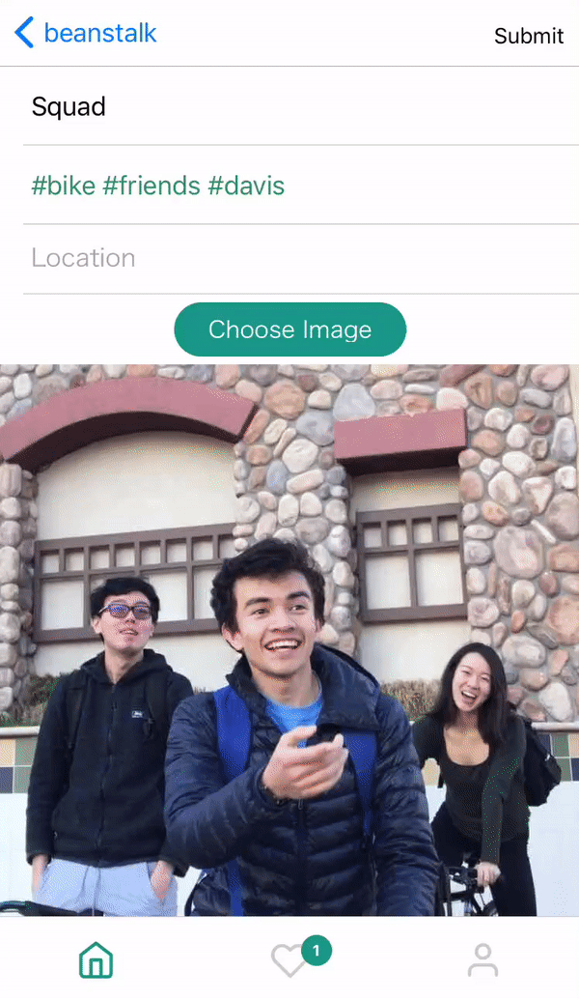 beanstalk
Submit
Squad
#bike #friends #davis
Location
Choose Image
1